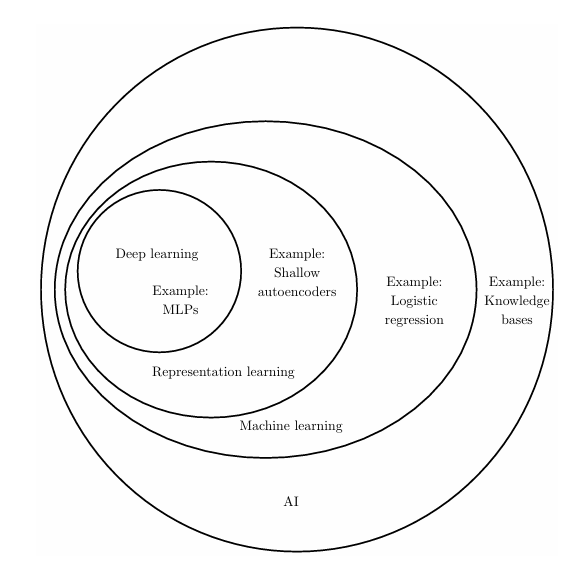 Deep learning
Example:
MLPs
Example:
Shallow
autoencoders
Example:
Logistic
regression
Example:
Knowledge
bases
Representation learning
Machine learning
AI